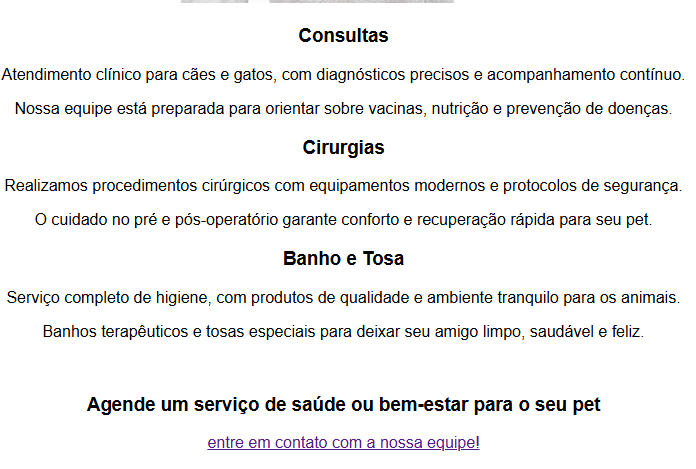 Consultas
Atendimento clínico para cães e gatos, com diagnósticos precisos e acompanhamento contínuo.
Nossa equipe está preparada para orientar sobre vacinas, nutrição e prevenção de doenças.
Cirurgias
Realizamos procedimentos cirúrgicos com equipamentos modernos e protocolos de segurança.
O cuidado no pré e pós-operatório garante conforto e recuperação rápida para seu pet.
Banho e Tosa
Serviço completo de higiene, com produtos de qualidade e ambiente tranquilo para os animais.
Banhos terapêuticos e tosas especiais para deixar seu amigo limpo, saudável e feliz.
Agende um serviço de saúde ou bem-estar para o seu pet
entre em contato com a nossa equipe!